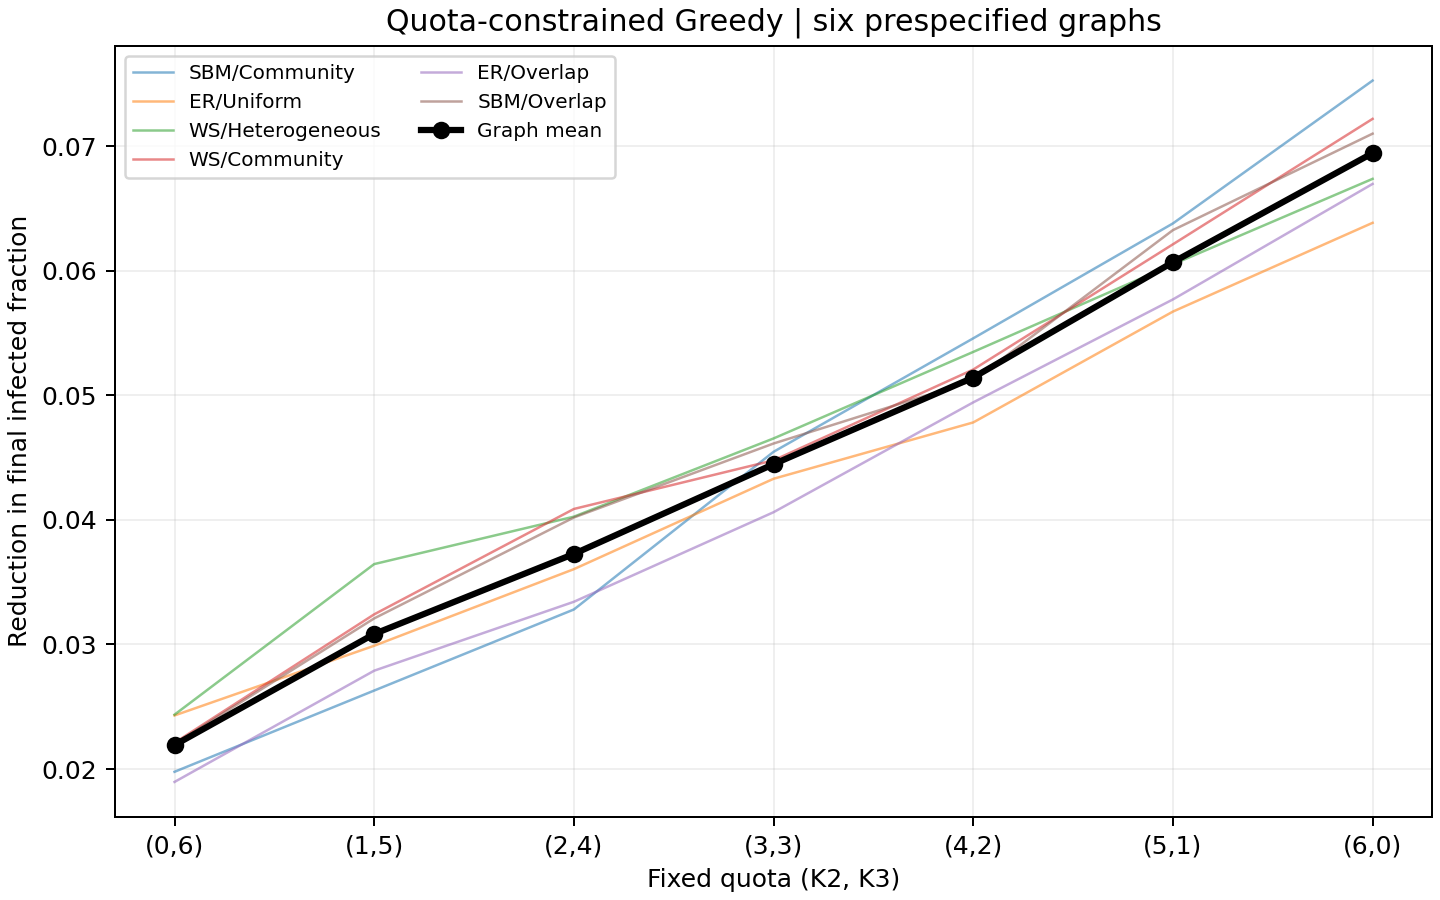 Quota-constrained Greedy | six prespecified graphs
SBM/Community
ER/Uniform
WS/Heterogeneous
WS/Community
ER/Overlap
SBM/Overlap
Graph mean
Reduction in final infected fraction
0.07
0.06
0.05
0.04
0.03
0.02
(0,6)
(1,5)
(2,4)
(3,3)
(4,2)
(5,1)
(6,0)
Fixed quota (K2, K3)